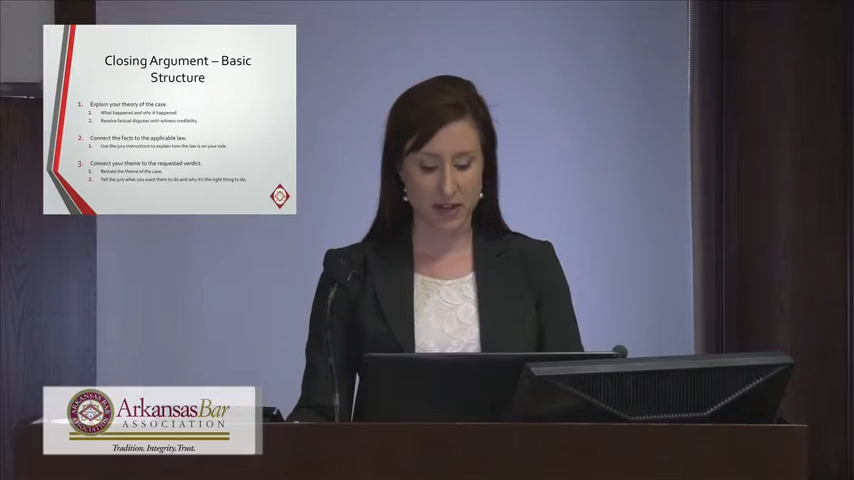 Closing Argument – Basic
Structure
1. Explain your theory of the case.
1. What happened and why it happened.
2. Resolve factual disputes with witness credibility.
2. Connect the facts to the applicable law.
1. Use the jury instructions to explain how the law is on your side.
3. Connect your theme to the requested verdict.
1. Restate the theme of the case.
2. Tell the jury what you want them to do and why it's the right thing to do.
ArkansasBar
ASSOCIATION
Tradition. Integrity. Trust.